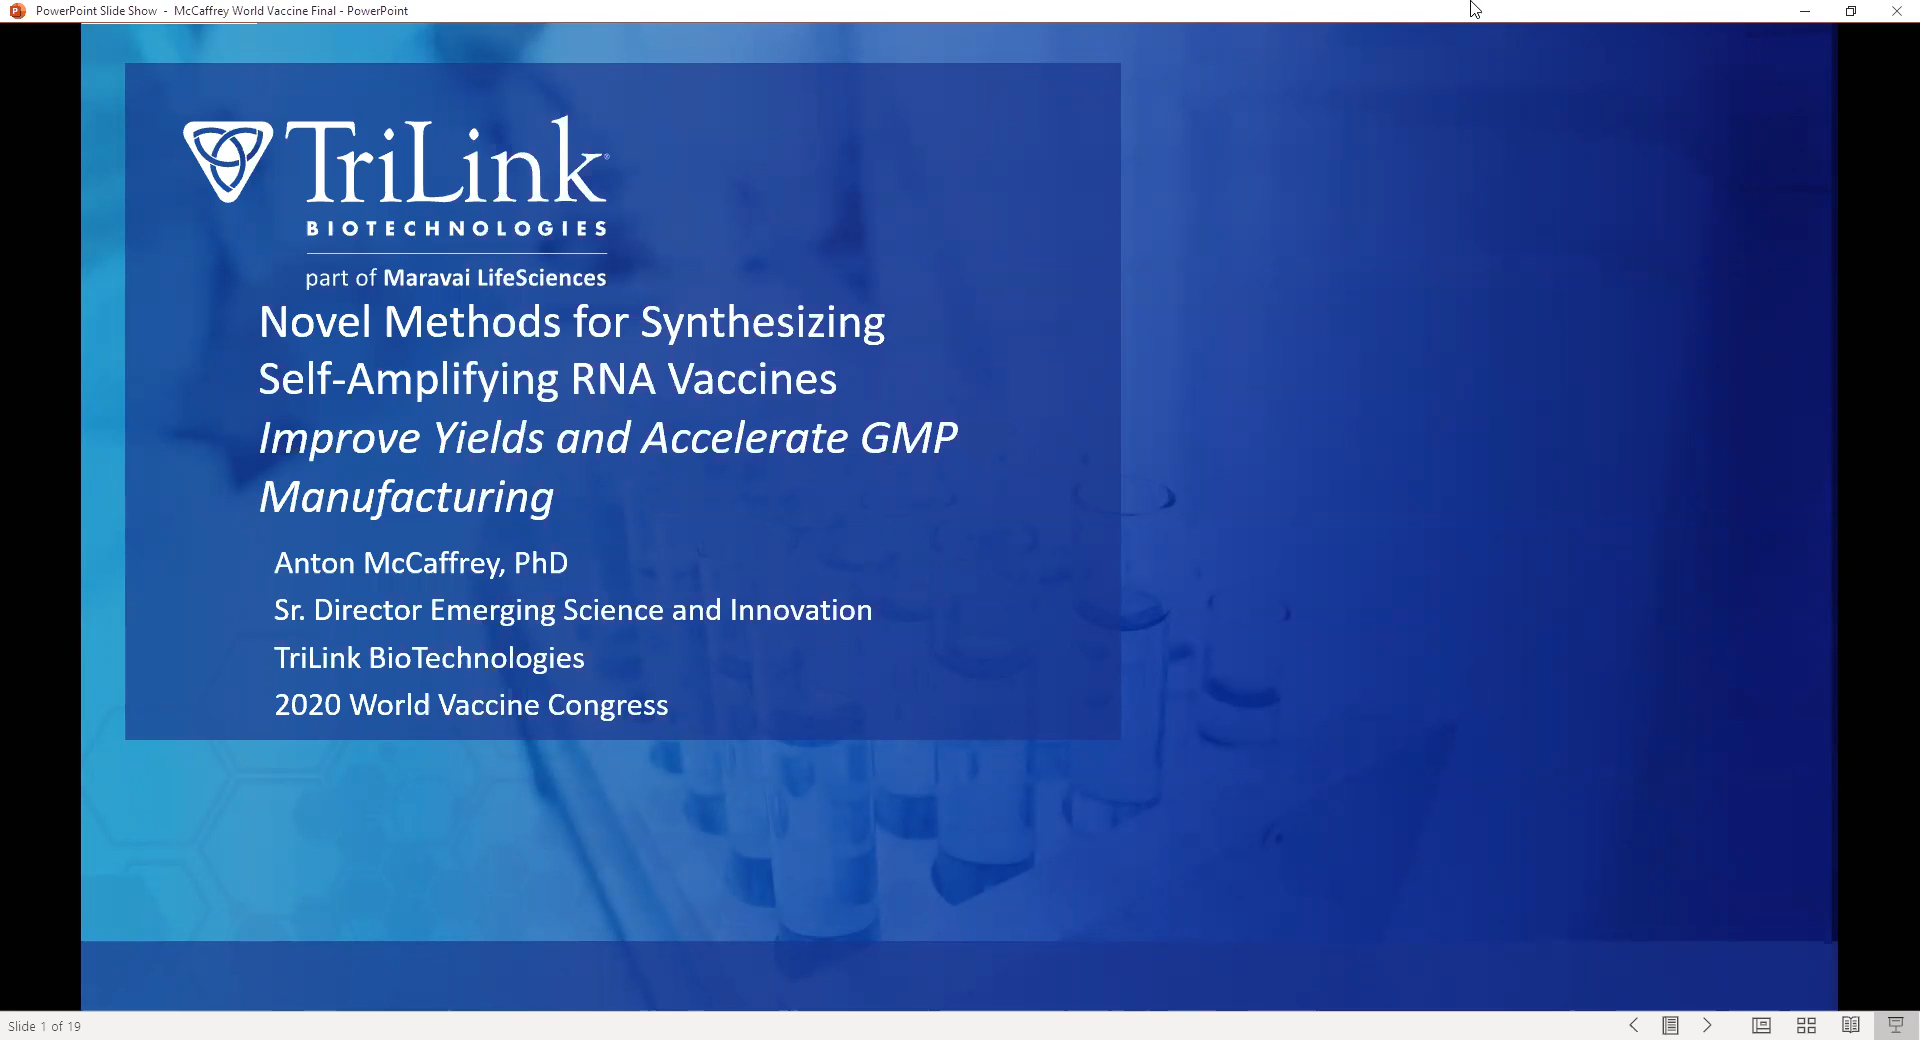 PowerPoint Slide Show - McCaffrey World Vaccine Final - PowerPoint
TriLink®
BIOTECHNOLOGIES
part of Maravai LifeSciences
Novel Methods for Synthesizing
Self-Amplifying RNA Vaccines
Improve Yields and Accelerate GMP
Manufacturing
Anton McCaffrey, PhD
Sr. Director Emerging Science and Innovation
TriLink BioTechnologies
2020 World Vaccine Congress
Slide 1 of 19